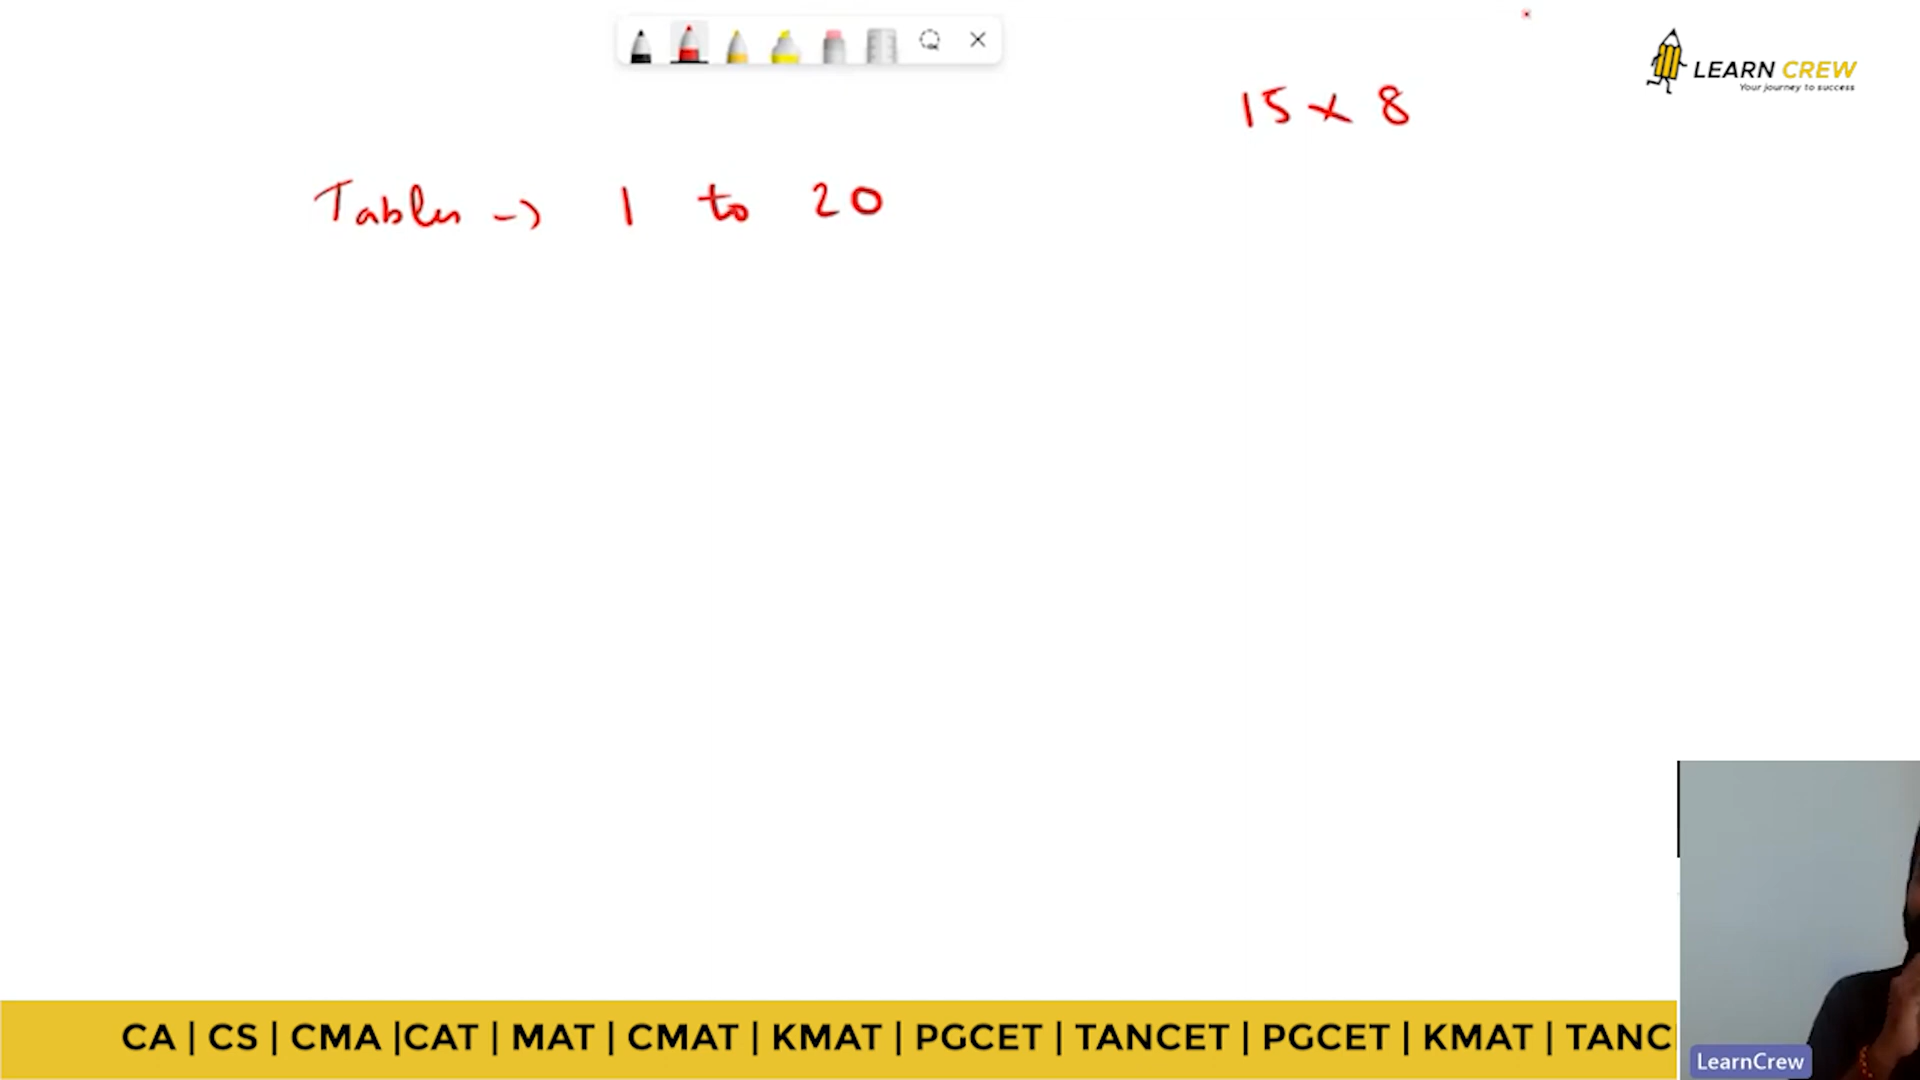 LEARN CREW
Your journey to success
15 x 8
Tables -> 1 to 20
CA | CS | CMA |CAT | MAT | CMAT | KMAT | PGCET | TANCET | PGCET | KMAT | TANC
LearnCrew